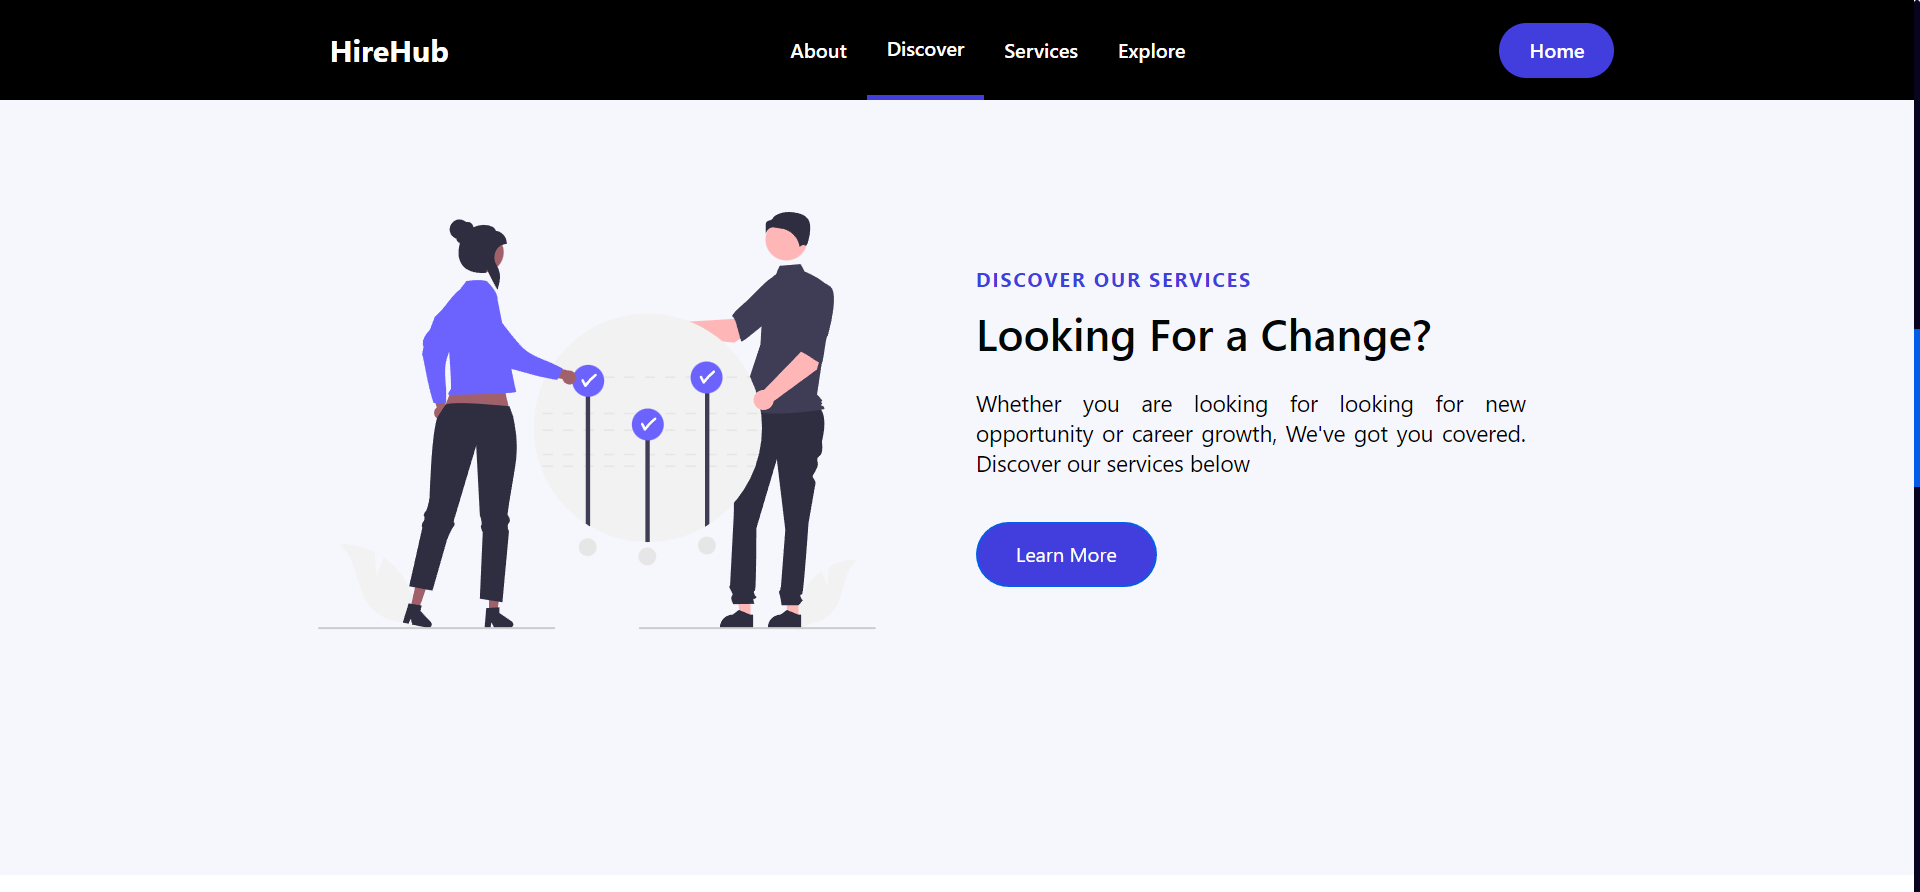 HireHub
About Discover Services Explore
Home
DISCOVER OUR SERVICES
Looking For a Change?
Whether you are looking for looking for new
opportunity or career growth, We've got you covered.
Discover our services below
Learn More